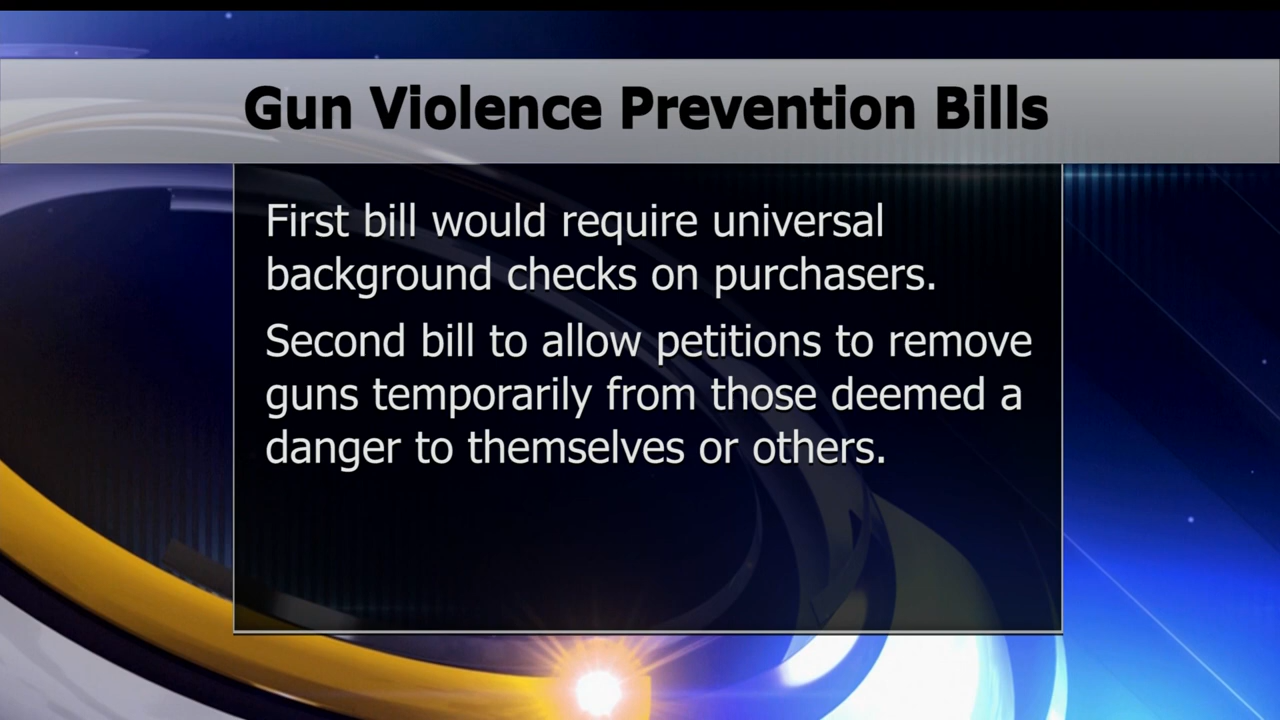 Gun Violence Prevention Bills
First bill would require universal
background checks on purchasers.
Second bill to allow petitions to remove
guns temporarily from those deemed a
danger to themselves or others.